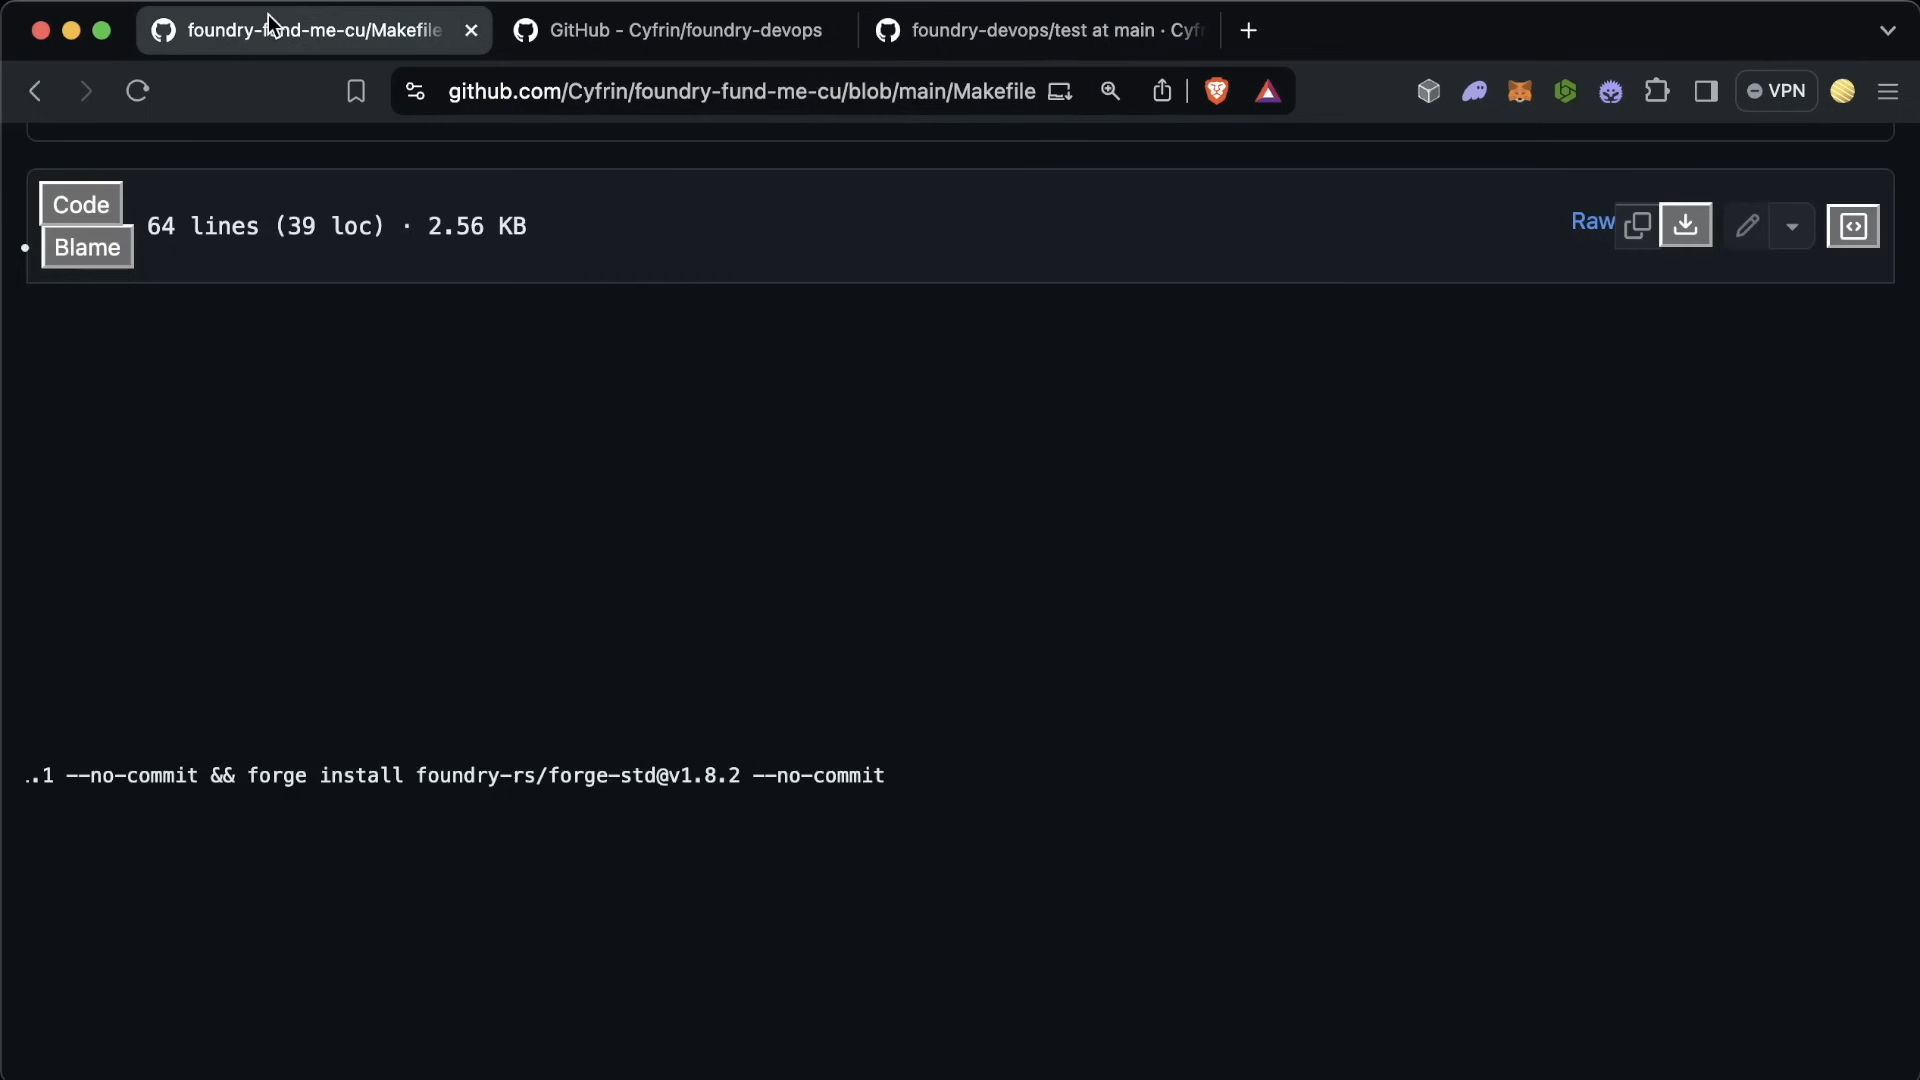 foundry-fund-me-cu/Makefile
GitHub - Cyfrin/foundry-devops
foundry-devops/test at main · Cyf
github.com/Cyfrin/foundry-fund-me-cu/blob/main/Makefile
VPN
Code
Blame
64 lines (39 loc) · 2.56 KB
Raw
.1 --no-commit && forge install foundry-rs/forge-std@v1.8.2 --no-commit